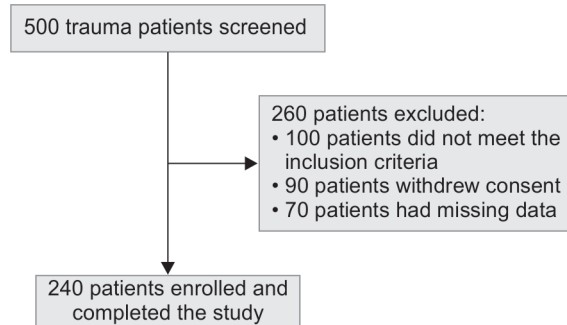 500 trauma patients screened
260 patients excluded:
• 100 patients did not meet the
inclusion criteria
• 90 patients withdrew consent
• 70 patients had missing data
240 patients enrolled and
completed the study